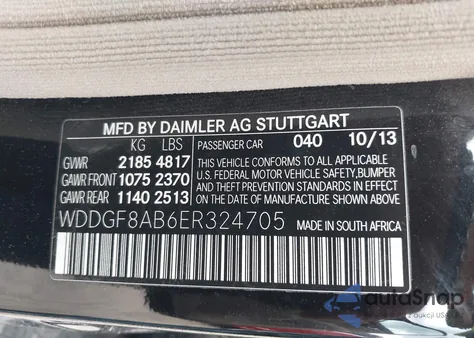 MFD BY DAIMLER AG STUTTGART
KG LBS PASSENGER CAR 040 10/13
GVWR 2185 4817
GAWR FRONT 1075 2370
GAWR REAR 1140 2513
THIS VEHICLE CONFORMS TO ALL APPLICABLE
U.S. FEDERAL MOTOR VEHICLE SAFETY, BUMPER
AND THEFT PREVENTION STANDARDS IN EFFECT
ON THE DATE OF MANUFACTURE SHOWN ABOVE.
WDDGF8AB6ER324705 MADE IN SOUTH AFRICA
autoSnap